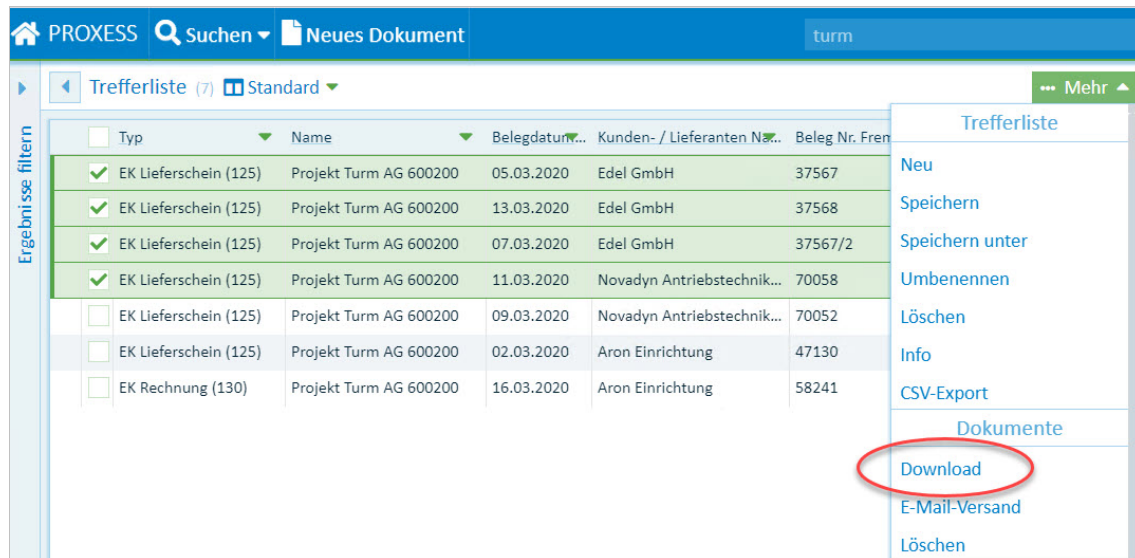 PROXESS Suchen Neues Dokument turm
Trefferliste (7) Standard ... Mehr
Ergebnisse filtern
Typ Name Belegdatum... Kunden- / Lieferanten Na... Beleg Nr. Frem
EK Lieferschein (125) Projekt Turm AG 600200 05.03.2020 Edel GmbH 37567
EK Lieferschein (125) Projekt Turm AG 600200 13.03.2020 Edel GmbH 37568
EK Lieferschein (125) Projekt Turm AG 600200 07.03.2020 Edel GmbH 37567/2
EK Lieferschein (125) Projekt Turm AG 600200 11.03.2020 Novadyn Antriebstechnik... 70058
EK Lieferschein (125) Projekt Turm AG 600200 09.03.2020 Novadyn Antriebstechnik... 70052
EK Lieferschein (125) Projekt Turm AG 600200 02.03.2020 Aron Einrichtung 47130
EK Rechnung (130) Projekt Turm AG 600200 16.03.2020 Aron Einrichtung 58241
Trefferliste
Neu
Speichern
Speichern unter
Umbenennen
Löschen
Info
CSV-Export
Dokumente
Download
E-Mail-Versand
Löschen